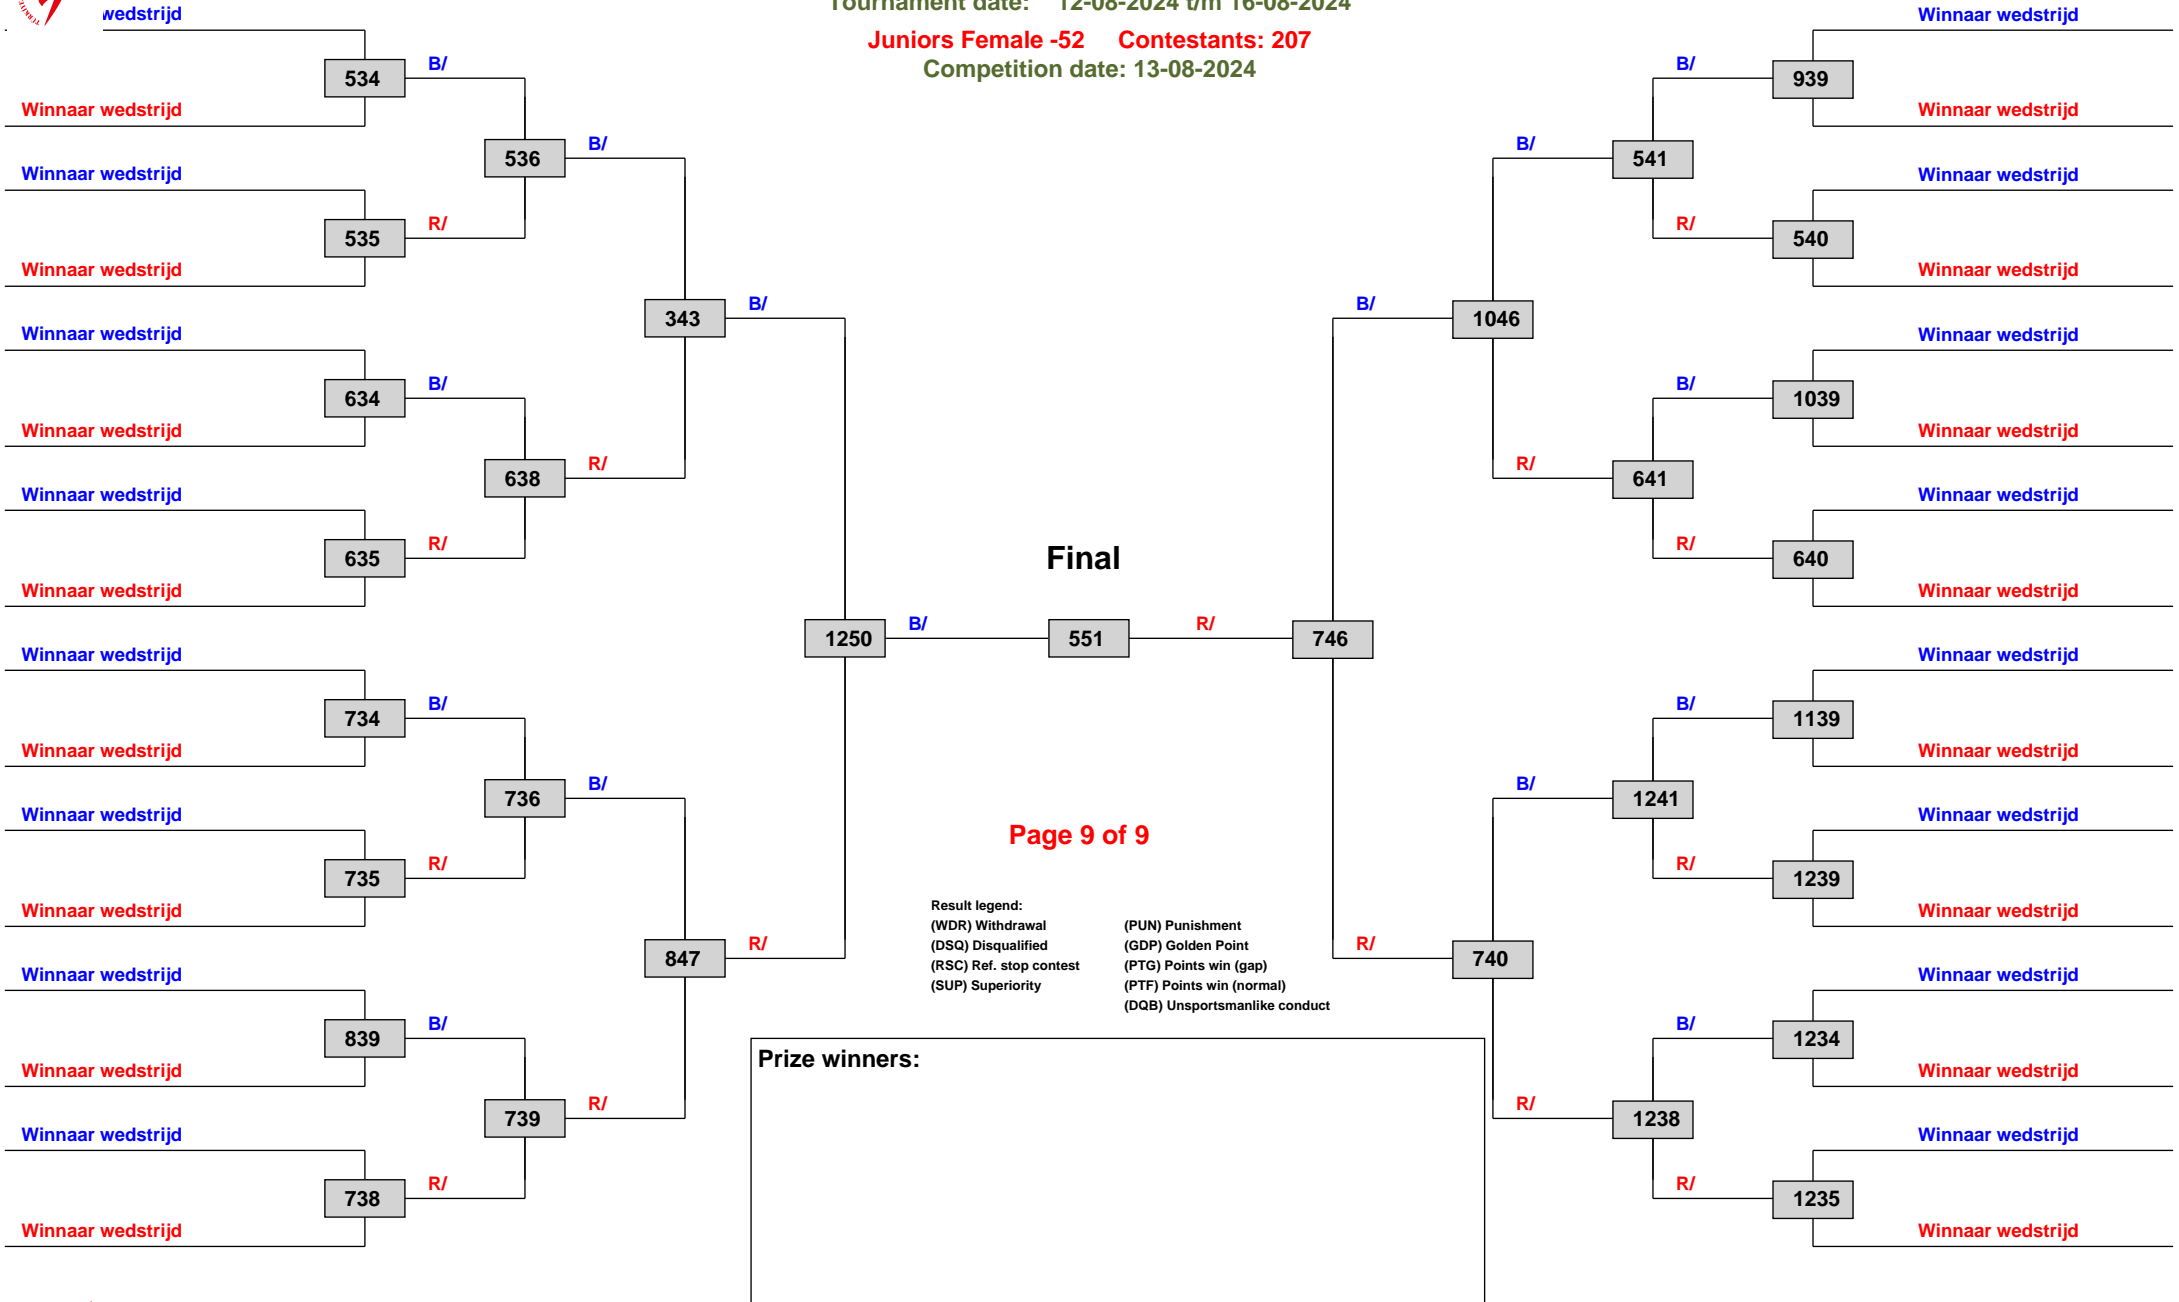 Tournament date: 12-08-2024 t/m 16-08-2024
Juniors Female -52 Contestants: 207
Competition date: 13-08-2024
wedstrijd
534
B/
Winnaar wedstrijd
536
B/
Winnaar wedstrijd
535
R/
Winnaar wedstrijd
343
B/
Winnaar wedstrijd
634
B/
Winnaar wedstrijd
638
R/
Winnaar wedstrijd
635
R/
Winnaar wedstrijd
1250
B/
Winnaar wedstrijd
734
B/
Winnaar wedstrijd
736
B/
Winnaar wedstrijd
735
R/
Winnaar wedstrijd
847
R/
Winnaar wedstrijd
839
B/
Winnaar wedstrijd
739
R/
Winnaar wedstrijd
738
R/
Winnaar wedstrijd
Final
551
R/
746
Winnaar wedstrijd
B/
939
Winnaar wedstrijd
B/
541
Winnaar wedstrijd
R/
540
Winnaar wedstrijd
B/
1046
Winnaar wedstrijd
B/
1039
Winnaar wedstrijd
R/
641
Winnaar wedstrijd
R/
640
Winnaar wedstrijd
Winnaar wedstrijd
B/
1139
Winnaar wedstrijd
B/
1241
Winnaar wedstrijd
R/
1239
Winnaar wedstrijd
R/
740
Winnaar wedstrijd
B/
1234
Winnaar wedstrijd
R/
1238
Winnaar wedstrijd
R/
1235
Winnaar wedstrijd
Page 9 of 9
Result legend:
(WDR) Withdrawal (PUN) Punishment
(DSQ) Disqualified (GDP) Golden Point
(RSC) Ref. stop contest (PTG) Points win (gap)
(SUP) Superiority (PTF) Points win (normal)
(DQB) Unsportsmanlike conduct
Prize winners: